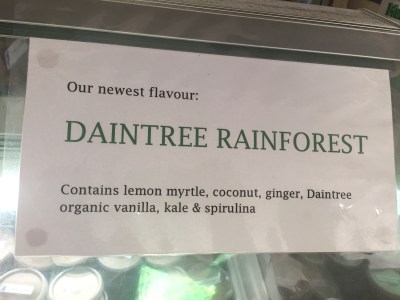 Our newest flavour:
DAINTREE RAINFOREST
Contains lemon myrtle, coconut, ginger, Daintree
organic vanilla, kale & spirulina